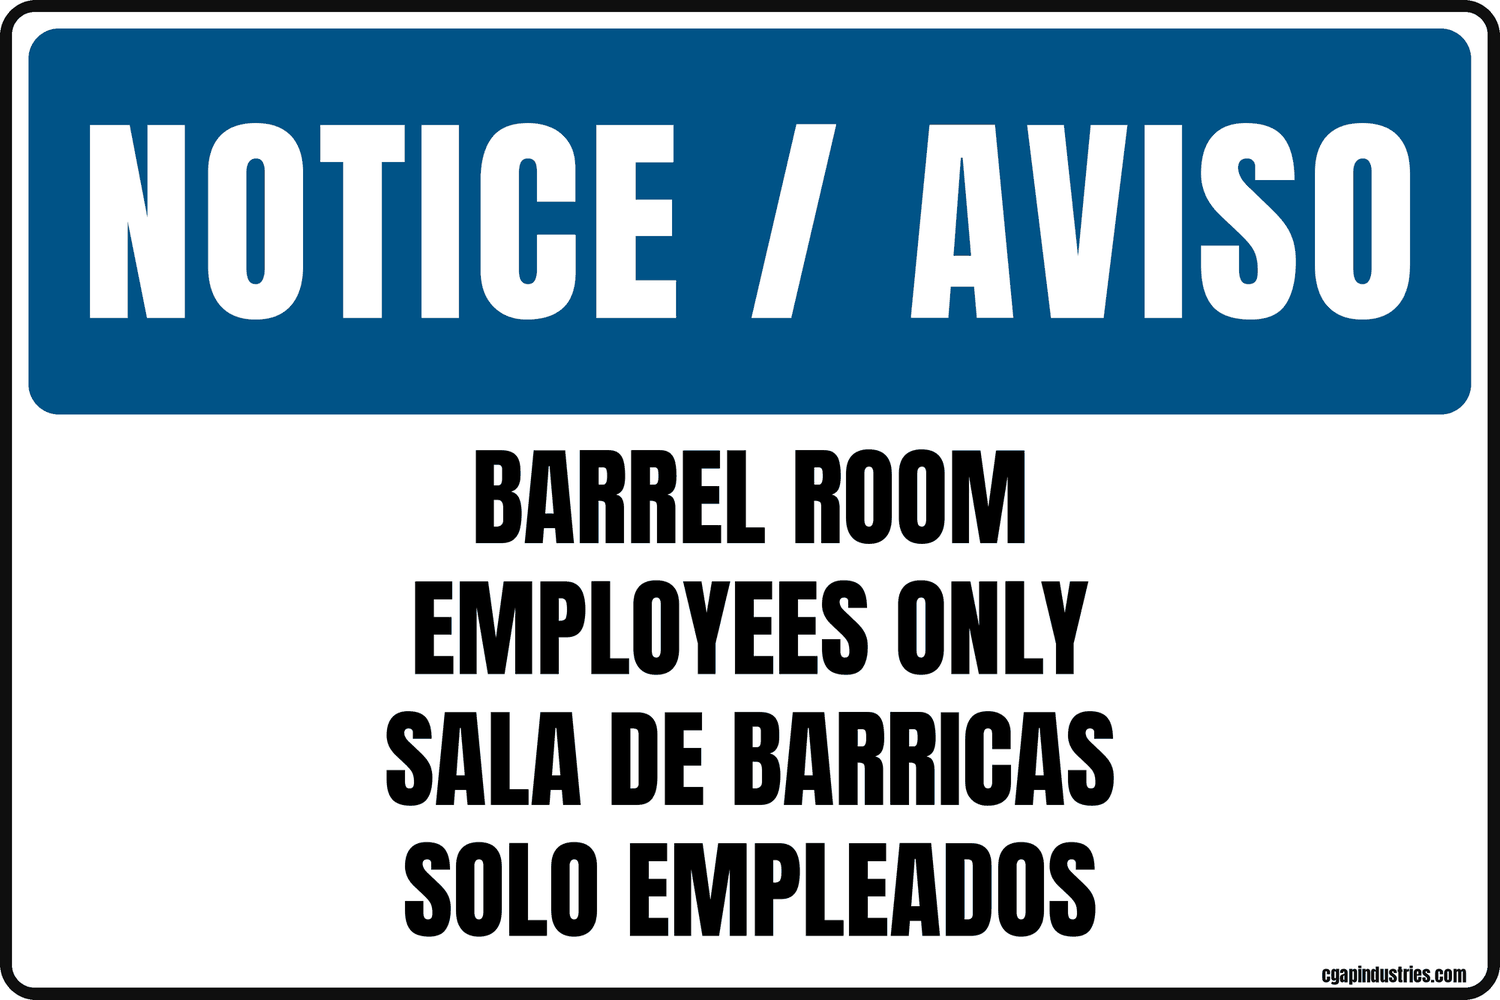 NOTICE / AVISO
BARREL ROOM
EMPLOYEES ONLY
SALA DE BARRICAS
SOLO EMPLEADOS
cgapindustries.com